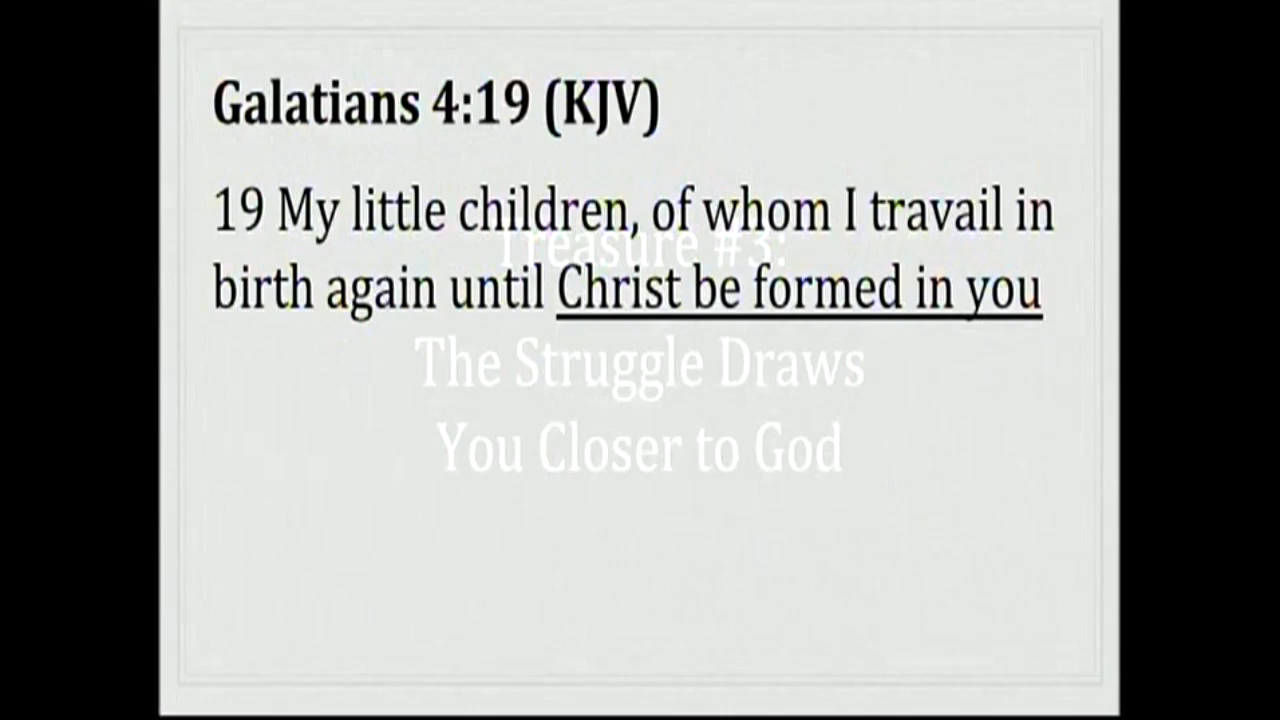 Galatians 4:19 (KJV)
19 My little children, of whom I travail in
birth again until Christ be formed in you
Treasure #3:
The Struggle Draws
You Closer to God